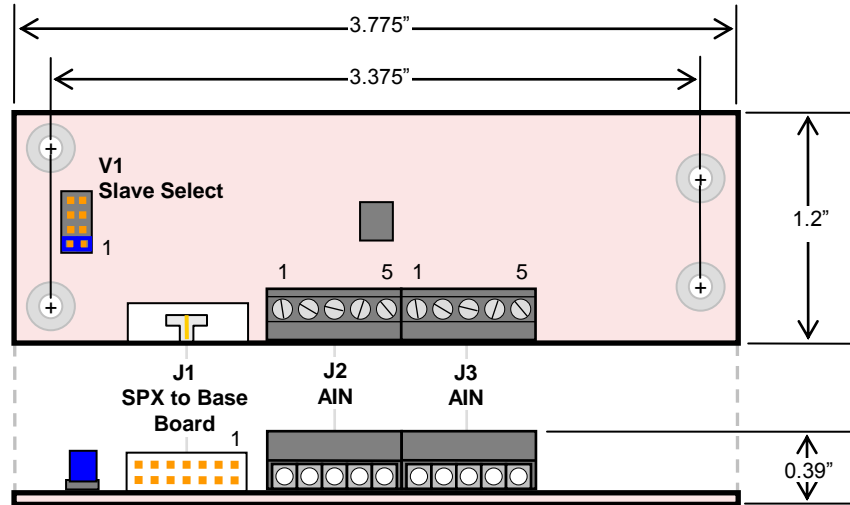 3.775”
3.375”
V1
Slave Select
1
1.2”
1 5 1 5
J1
SPX to Base
Board
J2
AIN
J3
AIN
1
0.39”